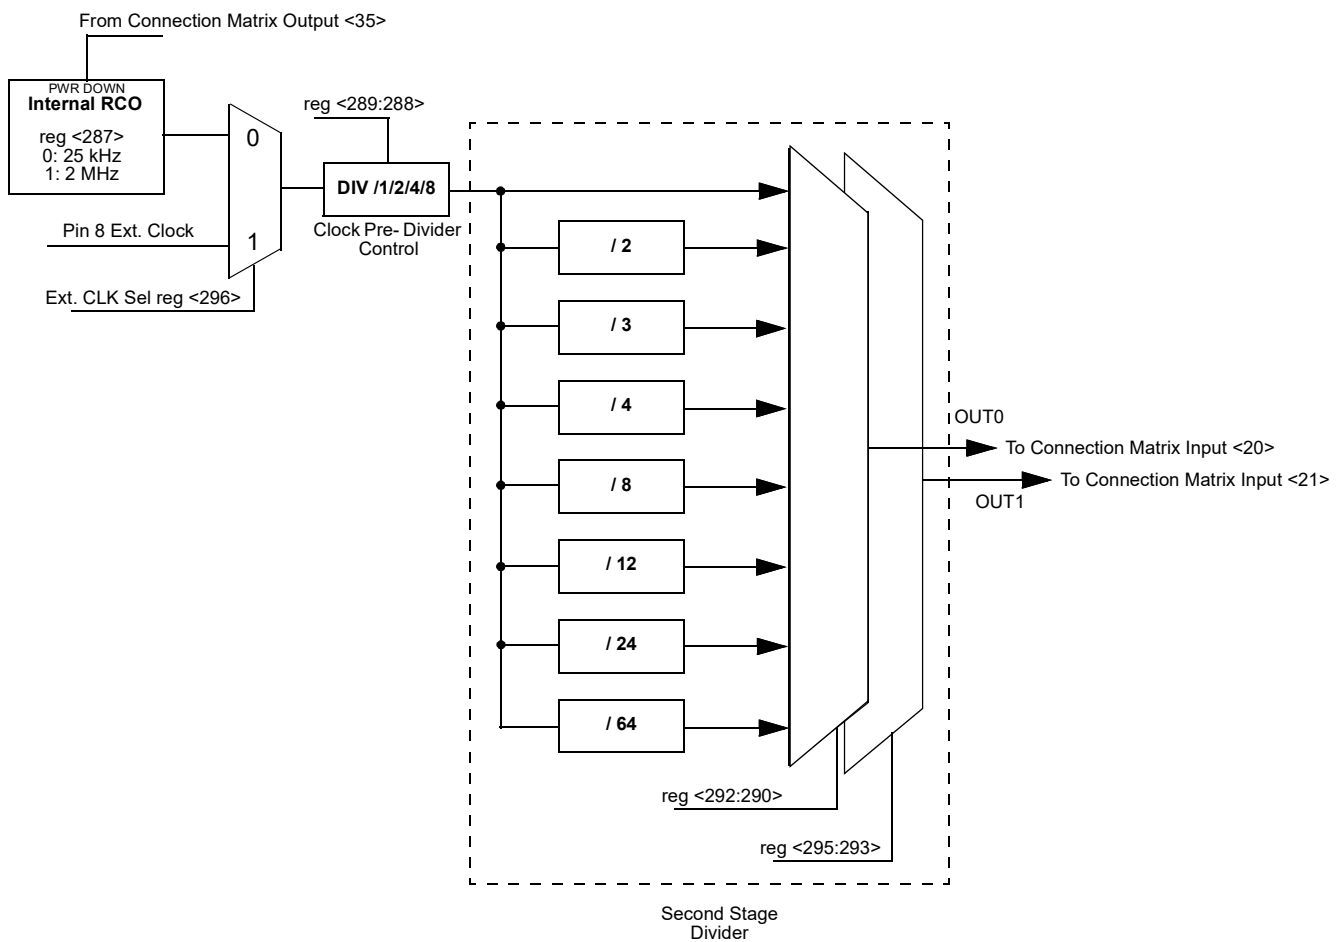 From Connection Matrix Output <35>
PWR DOWN
Internal RCO
reg <287>
0: 25 kHz
1: 2 MHz
0
1
Pin 8 Ext. Clock
Ext. CLK Sel reg <296>
reg <289:288>
DIV /1/2/4/8
Clock Pre- Divider
Control
/ 2
/ 3
/ 4
/ 8
/ 12
/ 24
/ 64
OUT0
To Connection Matrix Input <20>
To Connection Matrix Input <21>
OUT1
reg <292:290>
reg <295:293>
Second Stage
Divider